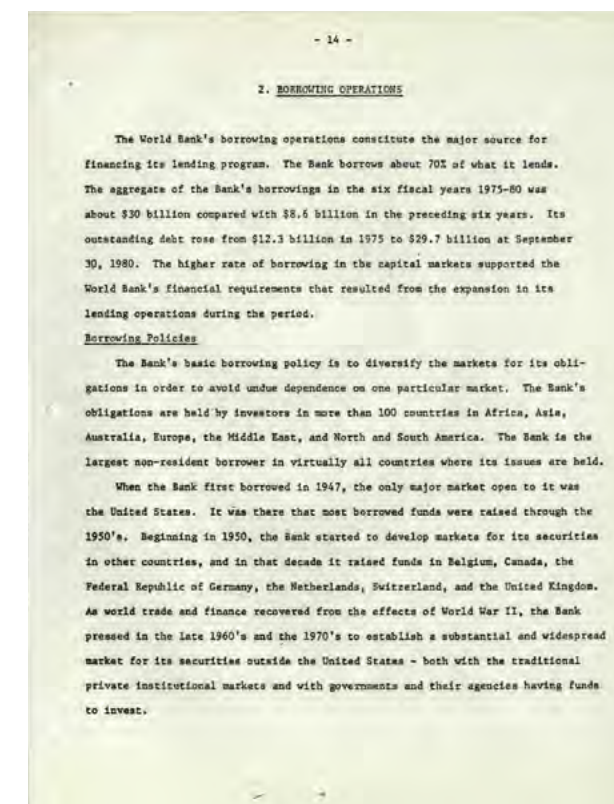 - 14 -
2. BORROWING OPERATIONS
The World Bank's borrowing operations constitute the major source for
financing its lending program. The Bank borrows about 70% of what it lends.
The aggregate of the Bank's borrowings in the six fiscal years 1975-80 was
about $30 billion compared with $8.6 billion in the preceding six years. Its
outstanding debt rose from $12.3 billion in 1975 to $29.7 billion at September
30, 1980. The higher rate of borrowing in the capital markets supported the
World Bank's financial requirements that resulted from the expansion in its
lending operations during the period.
Borrowing Policies
The Bank's basic borrowing policy is to diversify the markets for its obli-
gations in order to avoid undue dependence on one particular market. The Bank's
obligations are held by investors in more than 100 countries in Africa, Asia,
Australia, Europe, the Middle East, and North and South America. The Bank is the
largest non-resident borrower in virtually all countries where its issues are held.
When the Bank first borrowed in 1947, the only major market open to it was
the United States. It was there that most borrowed funds were raised through the
1950's. Beginning in 1950, the Bank started to develop markets for its securities
in other countries, and in that decade it raised funds in Belgium, Canada, the
Federal Republic of Germany, the Netherlands, Switzerland, and the United Kingdom.
As world trade and finance recovered from the effects of World War II, the Bank
pressed in the late 1960's and the 1970's to establish a substantial and widespread
market for its securities outside the United States - both with the traditional
private institutional markets and with governments and their agencies having funds
to invest.